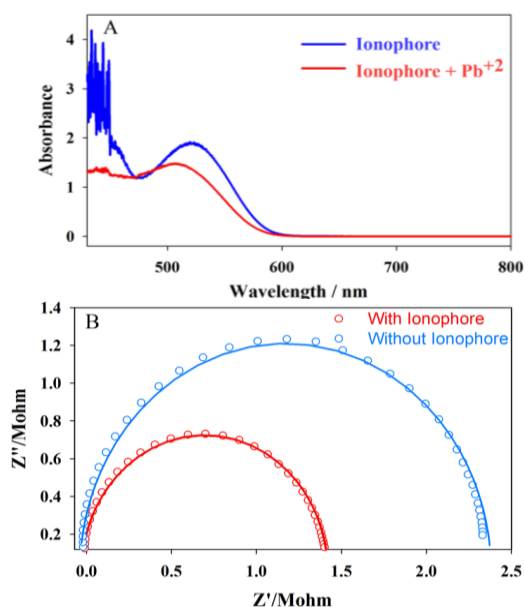 A
Ionophore
Ionophore + Pb+2
Absorbance
4
3
2
1
0
500 600 700 800
Wavelength / nm
B
With Ionophore
Without Ionophore
Z''/Mohm
1.4
1.2
1.0
0.8
0.6
0.4
0.2
0.0 0.5 1.0 1.5 2.0 2.5
Z'/Mohm